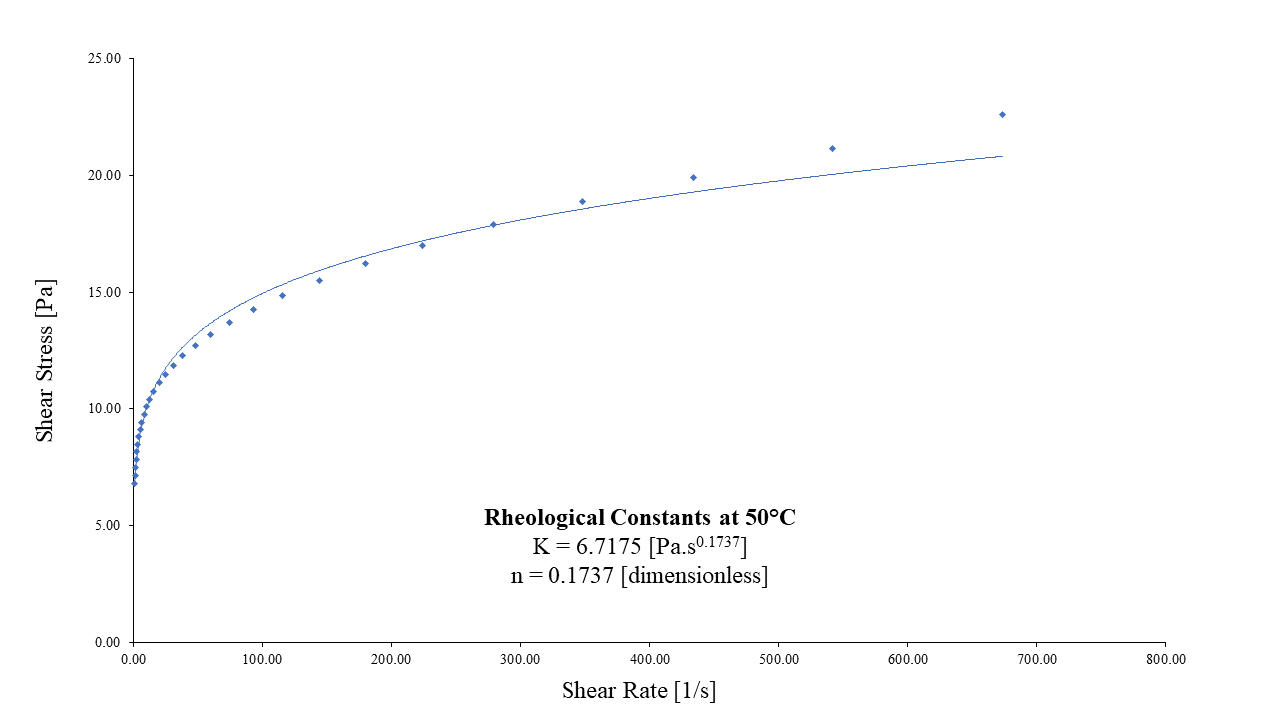 25.00
20.00
15.00
10.00
5.00
0.00
Shear Stress [Pa]
Rheological Constants at 50°C
K = 6.7175 [Pa.s0.1737]
n = 0.1737 [dimensionless]
0.00 100.00 200.00 300.00 400.00 500.00 600.00 700.00 800.00
Shear Rate [1/s]